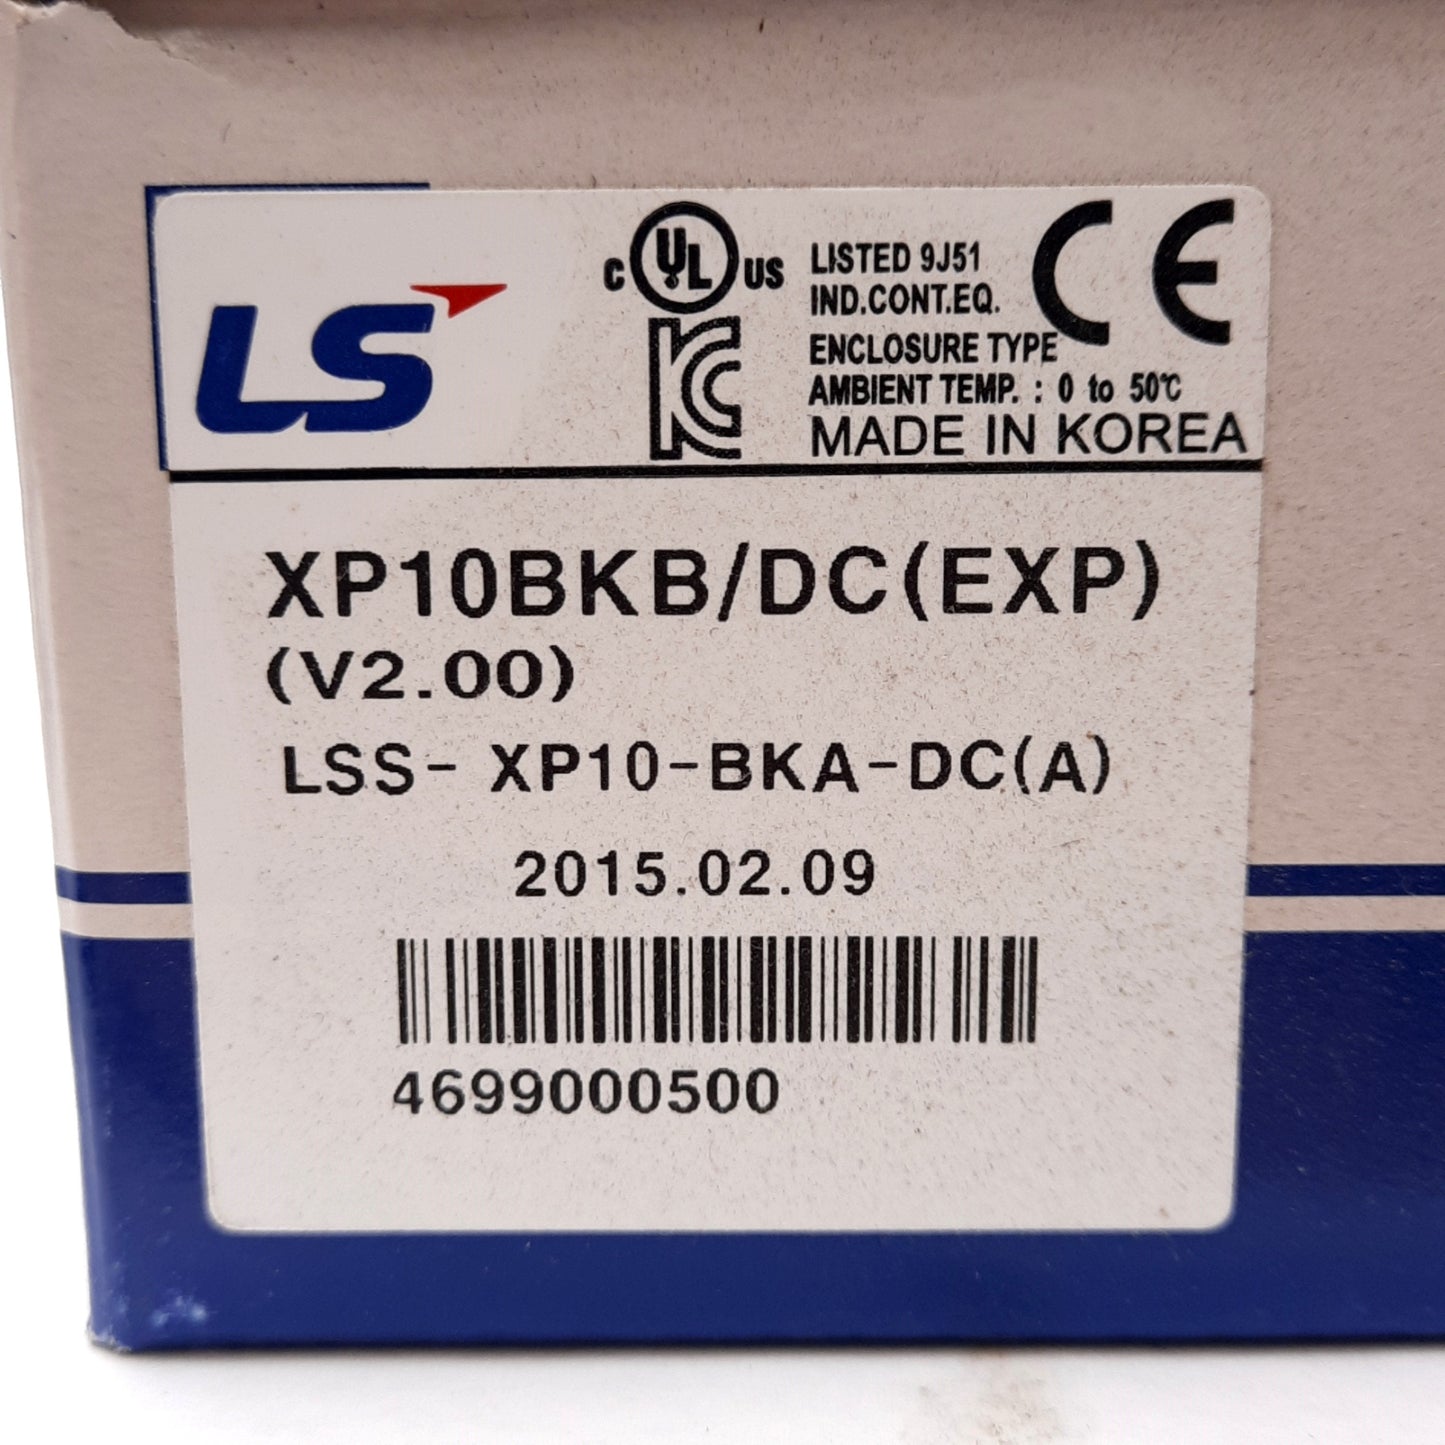 LS
C UL US
LISTED 9J51
IND.CONT.EQ.
CE
KC
ENCLOSURE TYPE
AMBIENT TEMP. : 0 to 50℃
MADE IN KOREA
XP10BKB/DC(EXP)
(V2.00)
LSS- XP10-BKA-DC(A)
2015.02.09
4699000500